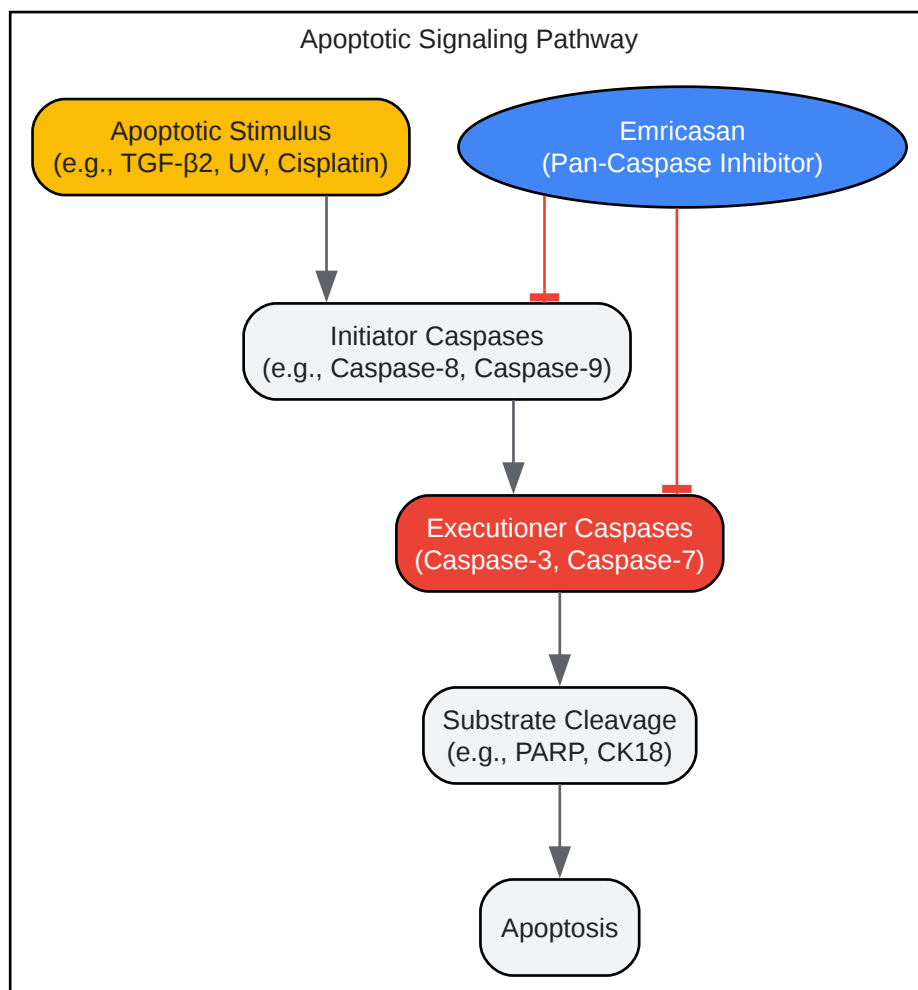 Apoptotic Signaling Pathway
Apoptotic Stimulus
(e.g., TGF-β2, UV, Cisplatin)
Emricasan
(Pan-Caspase Inhibitor)
Initiator Caspases
(e.g., Caspase-8, Caspase-9)
Executioner Caspases
(Caspase-3, Caspase-7)
Substrate Cleavage
(e.g., PARP, CK18)
Apoptosis